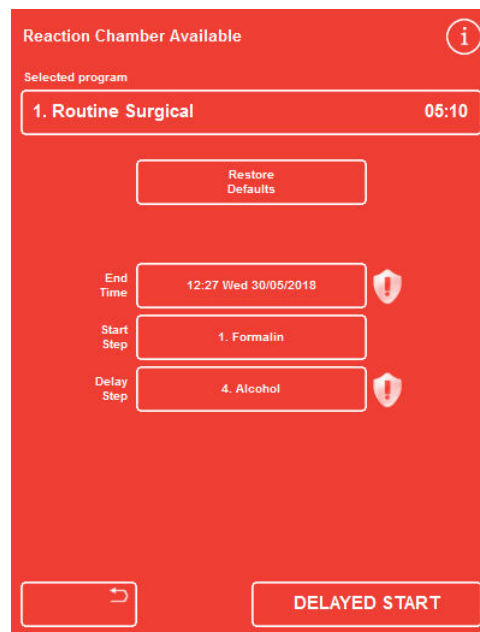 Reaction Chamber Available
i
Selected program
1. Routine Surgical 05:10
Restore
Defaults
End
Time
12:27 Wed 30/05/2018
Start
Step
1. Formalin
Delay
Step
4. Alcohol
DELAYED START